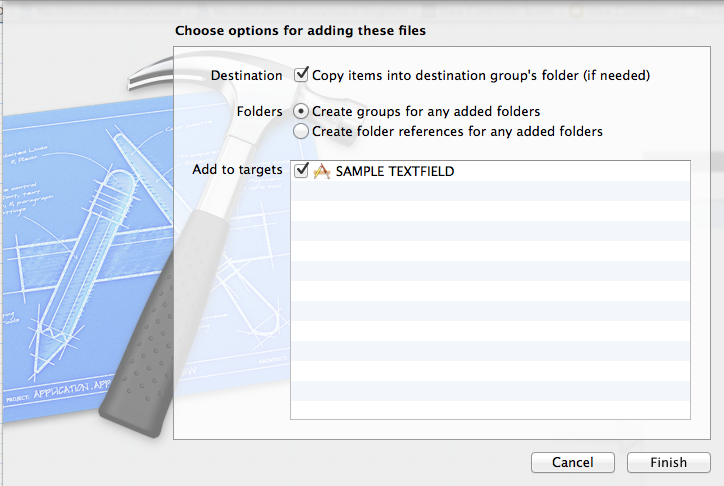 Choose options for adding these files
Destination
Copy items into destination group's folder (if needed)
Folders
Create groups for any added folders
Create folder references for any added folders
Add to targets
SAMPLE TEXTFIELD
PROJECT: APPLICATION.APP
Cancel
Finish